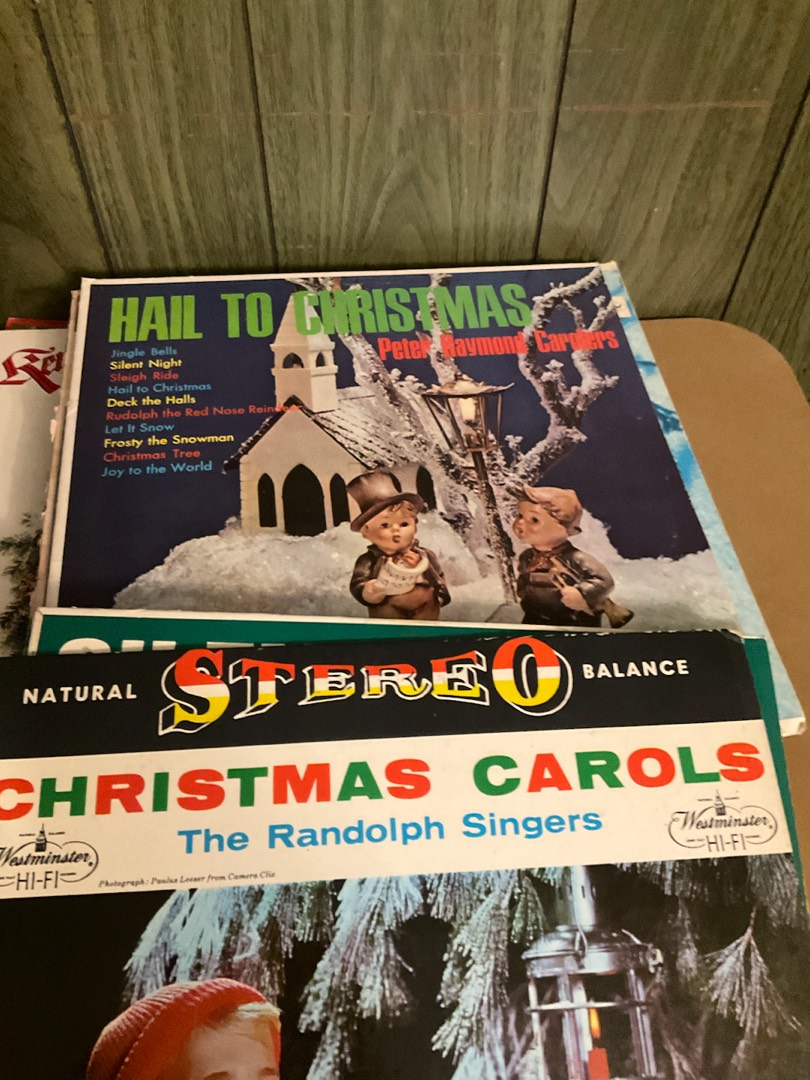 HAIL TO CHRISTMAS
Peter Raymond Carolers
Jingle Bells
Silent Night
Sleigh Ride
Hail to Christmas
Deck the Halls
Rudolph the Red Nose Reindeer
Let It Snow
Frosty the Snowman
Christmas Tree
Joy to the World
NATURAL STEREO BALANCE
CHRISTMAS CAROLS
The Randolph Singers
Westminster
HI-FI
Westminster
HI-FI
Photograph: Paulus Leeser from Camera Clix